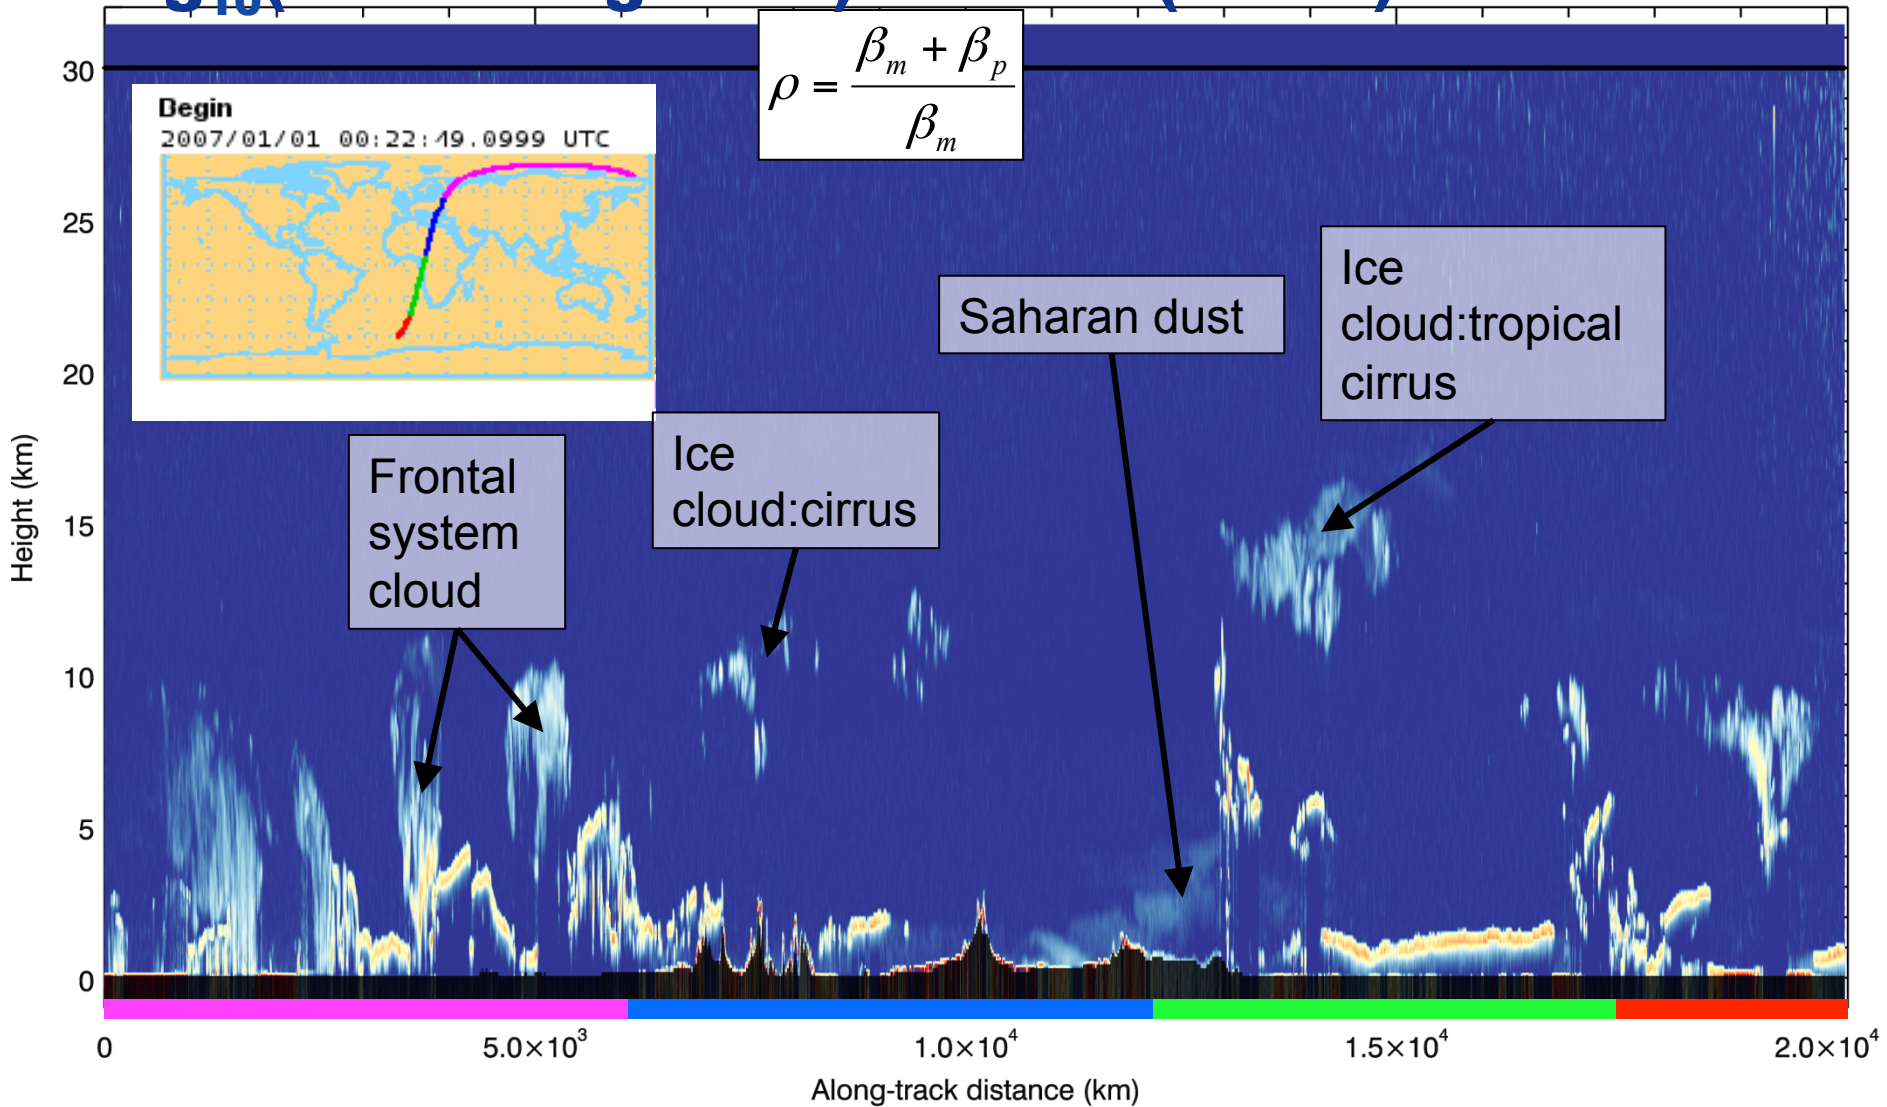 ρ = (βm + βp) / βm
Begin
2007/01/01 00:22:49.0999 UTC
Ice
cloud:tropical
cirrus
Saharan dust
Ice
cloud:cirrus
Frontal
system
cloud
Height (km)
30
25
20
15
10
5
0
0
5.0×10³
1.0×10⁴
1.5×10⁴
2.0×10⁴
Along-track distance (km)